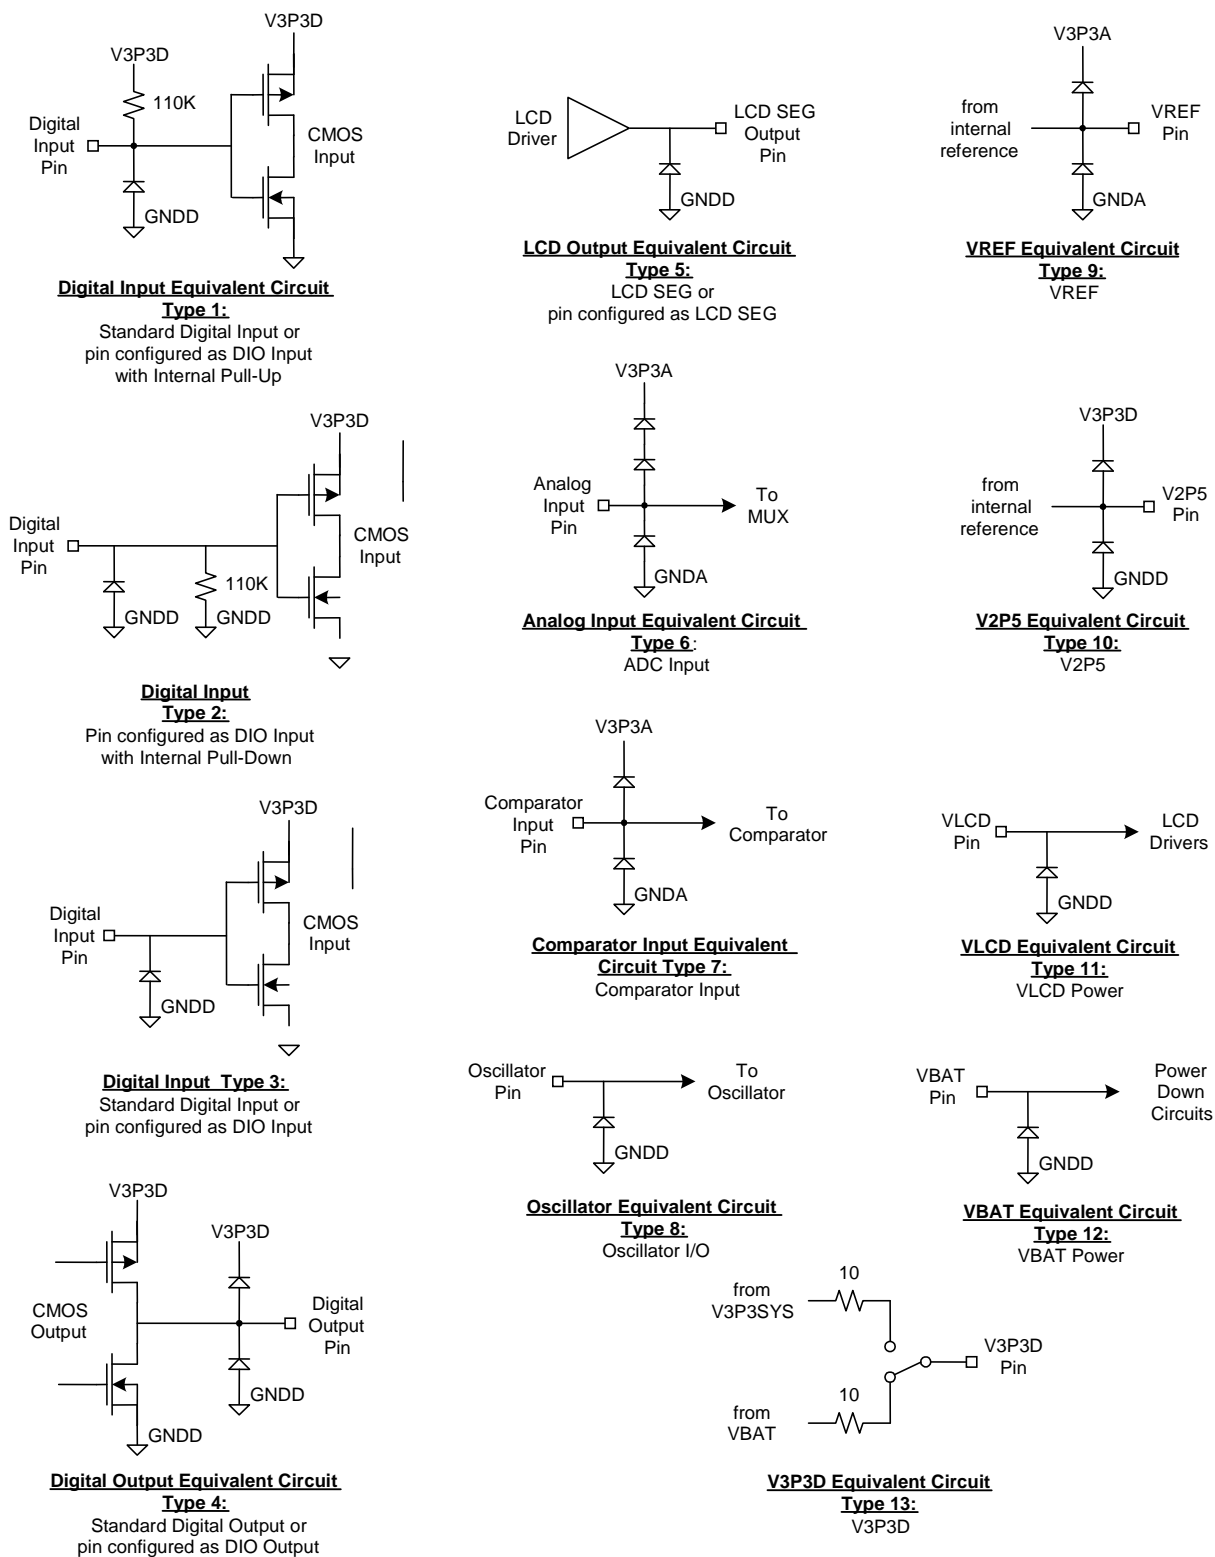 V3P3D
V3P3D
110K
Digital
Input
Pin
CMOS
Input
GNDD
Digital Input Equivalent Circuit
Type 1:
Standard Digital Input or
pin configured as DIO Input
with Internal Pull-Up
V3P3D
Digital
Input
Pin
CMOS
Input
110K
GNDD
GNDD
Digital Input
Type 2:
Pin configured as DIO Input
with Internal Pull-Down
V3P3D
Digital
Input
Pin
CMOS
Input
GNDD
Digital Input Type 3:
Standard Digital Input or
pin configured as DIO Input
V3P3D
V3P3D
CMOS
Output
Digital
Output
Pin
GNDD
GNDD
Digital Output Equivalent Circuit
Type 4:
Standard Digital Output or
pin configured as DIO Output
LCD
Driver
LCD SEG
Output
Pin
GNDD
LCD Output Equivalent Circuit
Type 5:
LCD SEG or
pin configured as LCD SEG
V3P3A
Analog
Input
Pin
To
MUX
GNDA
Analog Input Equivalent Circuit
Type 6:
ADC Input
V3P3A
Comparator
Input
Pin
To
Comparator
GNDA
Comparator Input Equivalent
Circuit Type 7:
Comparator Input
Oscillator
Pin
To
Oscillator
GNDD
Oscillator Equivalent Circuit
Type 8:
Oscillator I/O
V3P3A
from
internal
reference
VREF
Pin
GNDA
VREF Equivalent Circuit
Type 9:
VREF
V3P3D
from
internal
reference
V2P5
Pin
GNDD
V2P5 Equivalent Circuit
Type 10:
V2P5
VLCD
Pin
LCD
Drivers
GNDD
VLCD Equivalent Circuit
Type 11:
VLCD Power
VBAT
Pin
Power
Down
Circuits
GNDD
VBAT Equivalent Circuit
Type 12:
VBAT Power
10
from
V3P3SYS
V3P3D
Pin
10
from
VBAT
V3P3D Equivalent Circuit
Type 13:
V3P3D